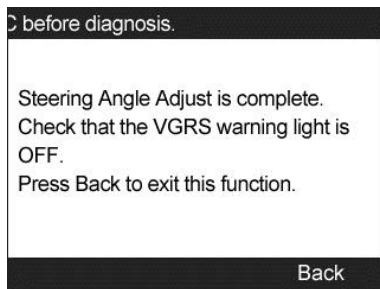 C before diagnosis.
Steering Angle Adjust is complete.
Check that the VGRS warning light is
OFF.
Press Back to exit this function.
Back